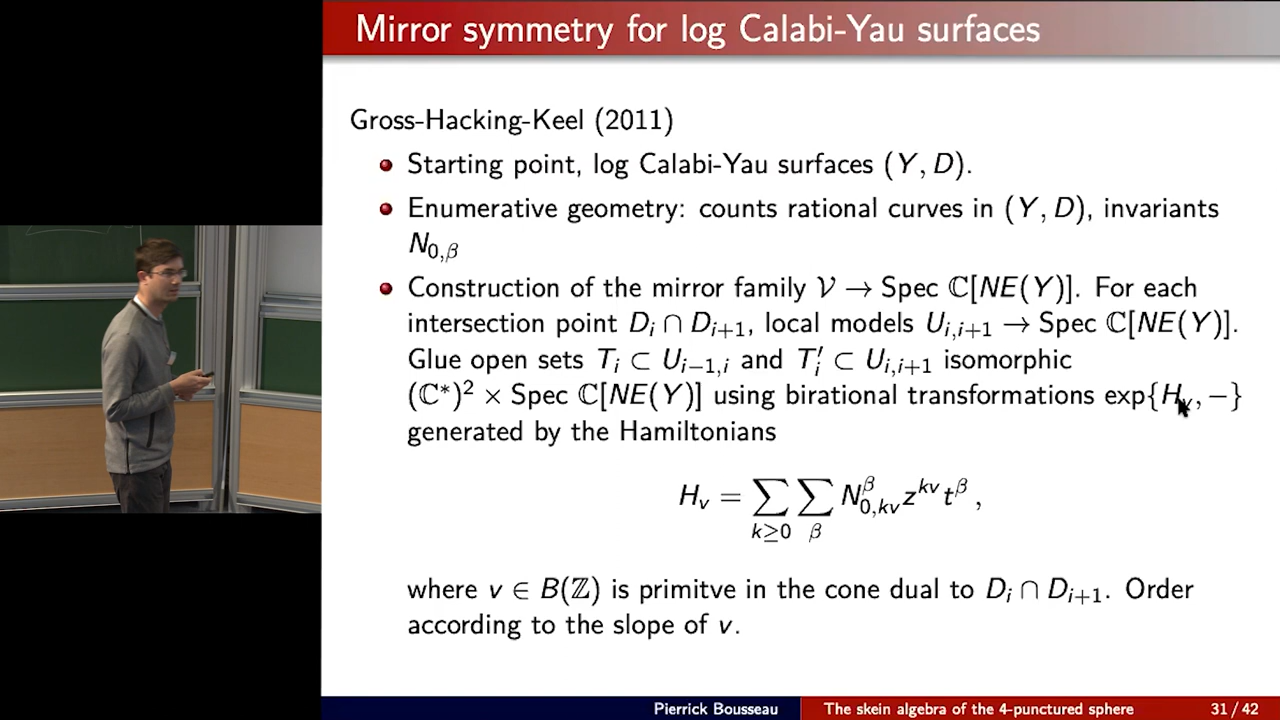 Mirror symmetry for log Calabi-Yau surfaces
Gross-Hacking-Keel (2011)
Starting point, log Calabi-Yau surfaces (Y, D).
Enumerative geometry: counts rational curves in (Y, D), invariants
N_{0,β}
Construction of the mirror family 𝒱 → Spec ℂ[NE(Y)]. For each
intersection point D_i ∩ D_{i+1}, local models U_{i,i+1} → Spec ℂ[NE(Y)].
Glue open sets T_i ⊂ U_{i−1,i} and T'_i ⊂ U_{i,i+1} isomorphic
(ℂ*)² × Spec ℂ[NE(Y)] using birational transformations exp{H_v, −}
generated by the Hamiltonians
H_v = ∑_{k≥0} ∑_β N^β_{0,kv} z^{kv} t^β ,
where v ∈ B(ℤ) is primitve in the cone dual to D_i ∩ D_{i+1}. Order
according to the slope of v.
Pierrick Bousseau The skein algebra of the 4-punctured sphere 31 / 42